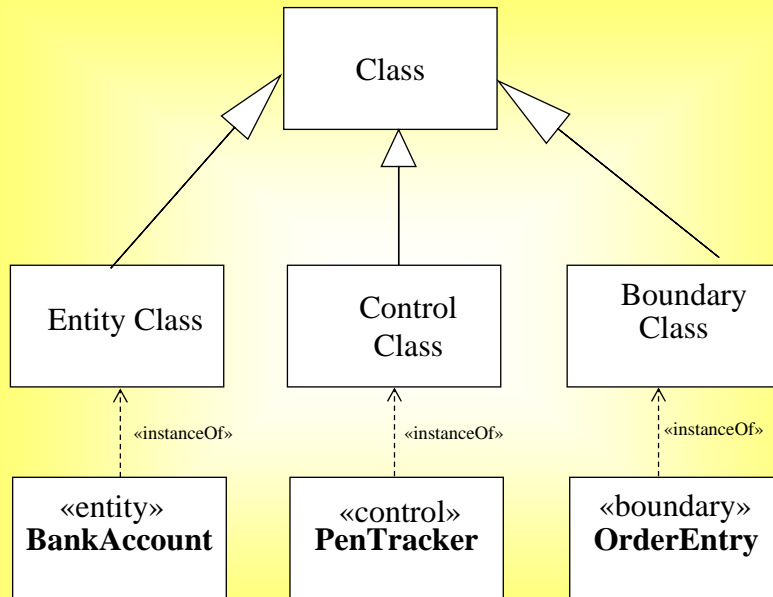 Class
Entity Class
Control
Class
Boundary
Class
«instanceOf»
«instanceOf»
«instanceOf»
«entity»
BankAccount
«control»
PenTracker
«boundary»
OrderEntry